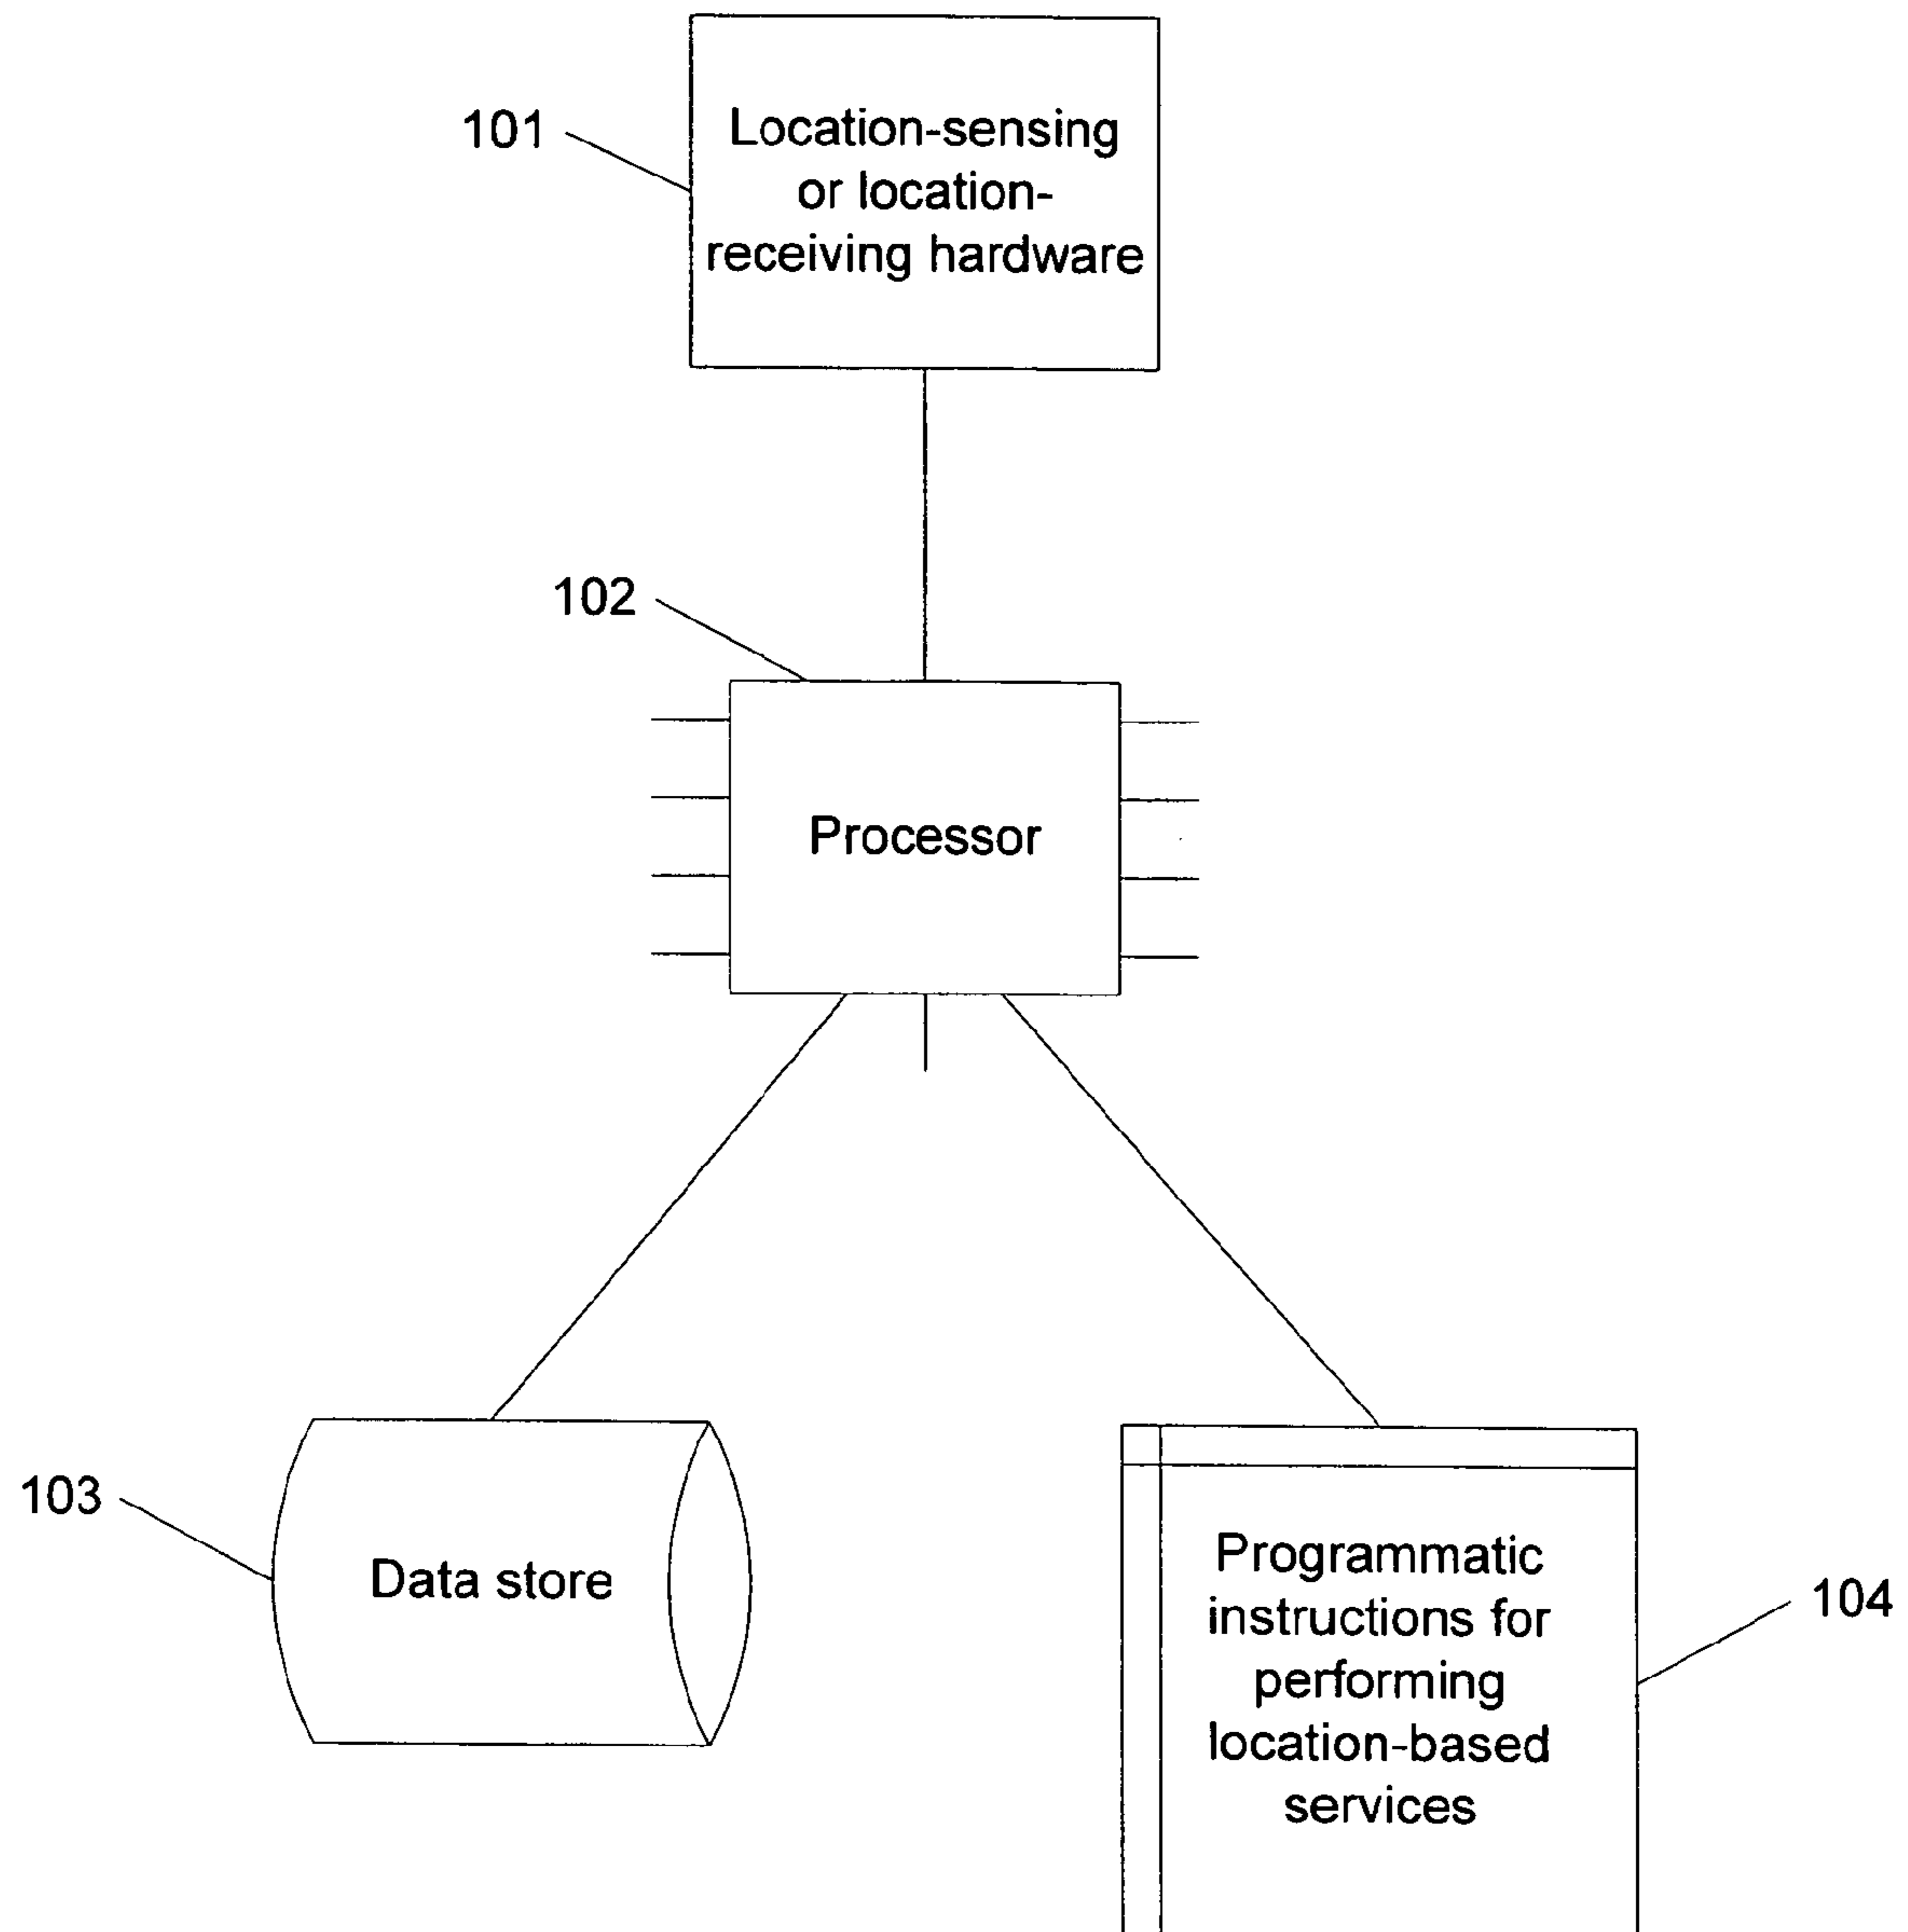 101
Location-sensing
or location-
receiving hardware
102
Processor
103
Data store
Programmatic
instructions for
performing
location-based
services
104